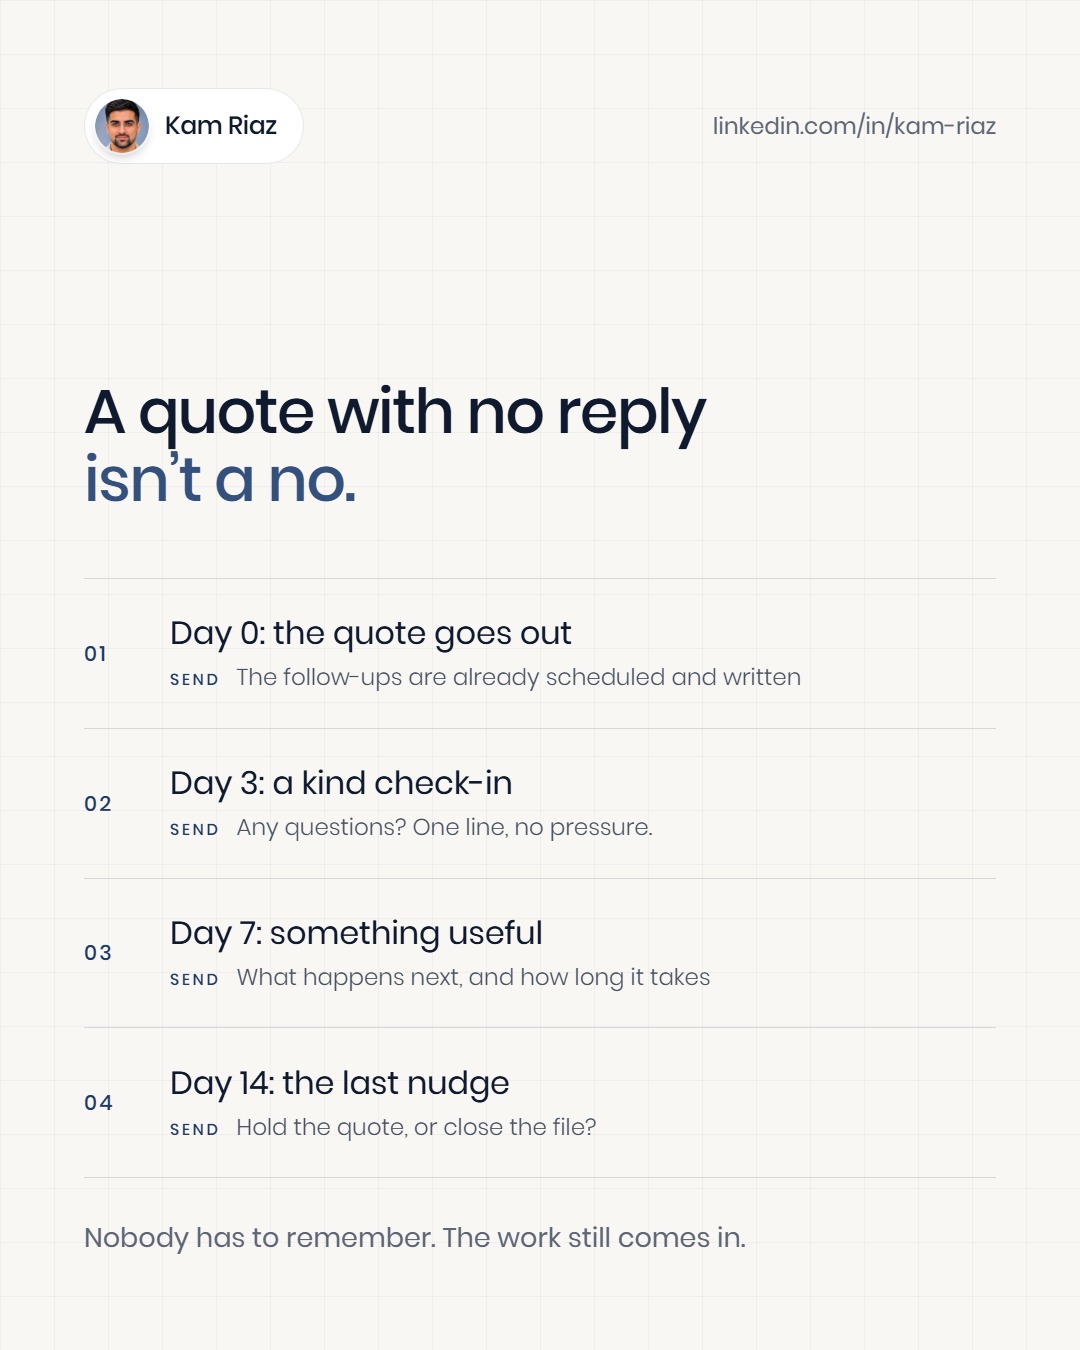 Kam Riaz
linkedin.com/in/kam-riaz
A quote with no reply
isn’t a no.
01
Day 0: the quote goes out
SEND The follow-ups are already scheduled and written
02
Day 3: a kind check-in
SEND Any questions? One line, no pressure.
03
Day 7: something useful
SEND What happens next, and how long it takes
04
Day 14: the last nudge
SEND Hold the quote, or close the file?
Nobody has to remember. The work still comes in.